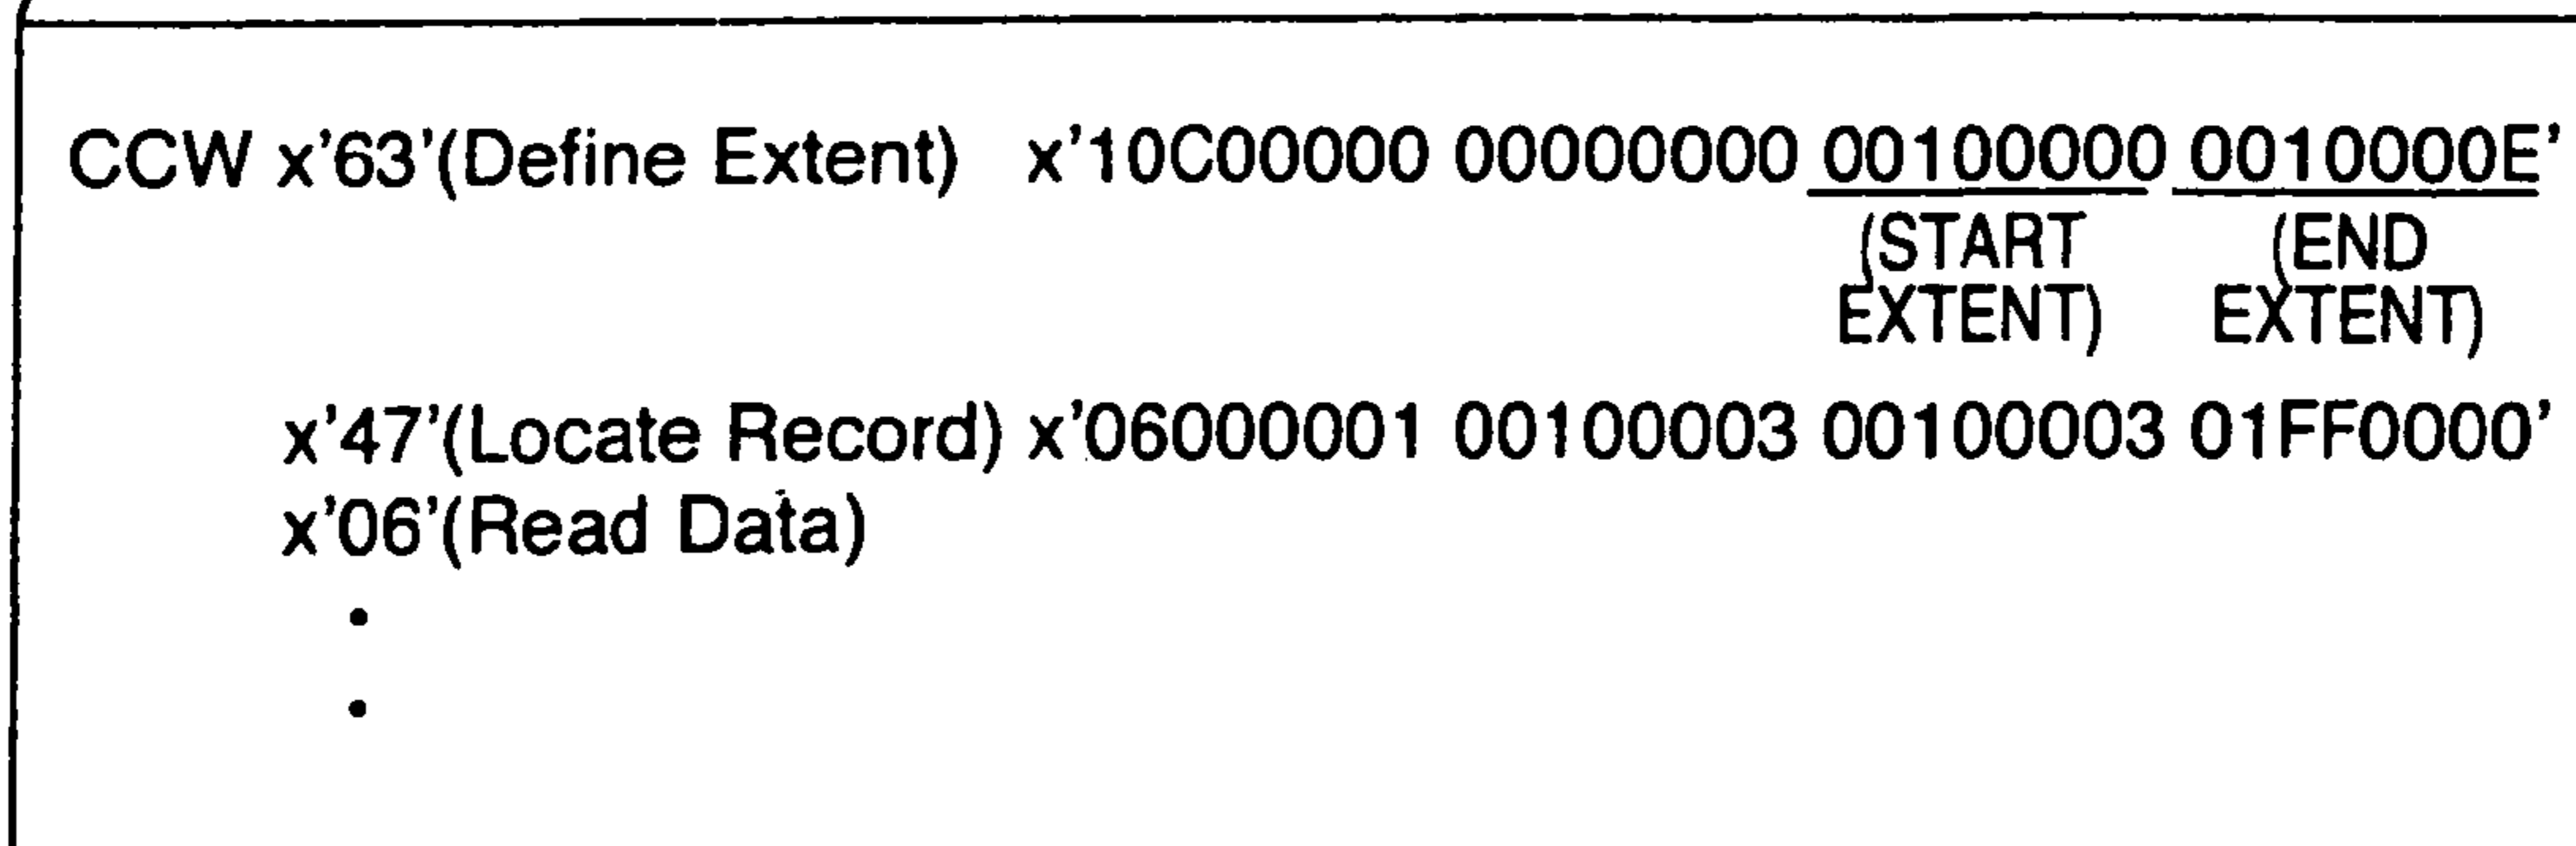 CCW x'63'(Define Extent) x'10C00000 00000000 00100000 0010000E'
(START (END
EXTENT) EXTENT)
x'47'(Locate Record) x'06000001 00100003 00100003 01FF0000'
x'06'(Read Data)